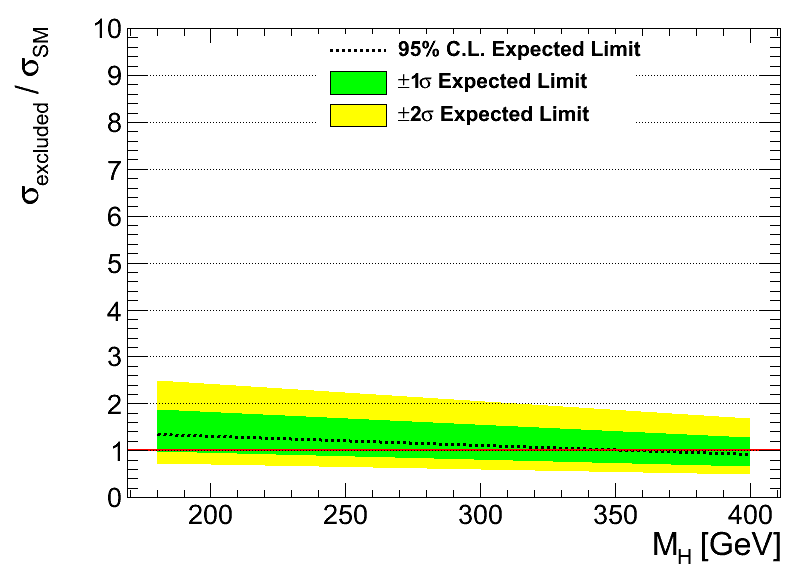 σexcluded / σSM
10
9
8
7
6
5
4
3
2
1
0
95% C.L. Expected Limit
±1σ Expected Limit
±2σ Expected Limit
200 250 300 350 400
MH [GeV]